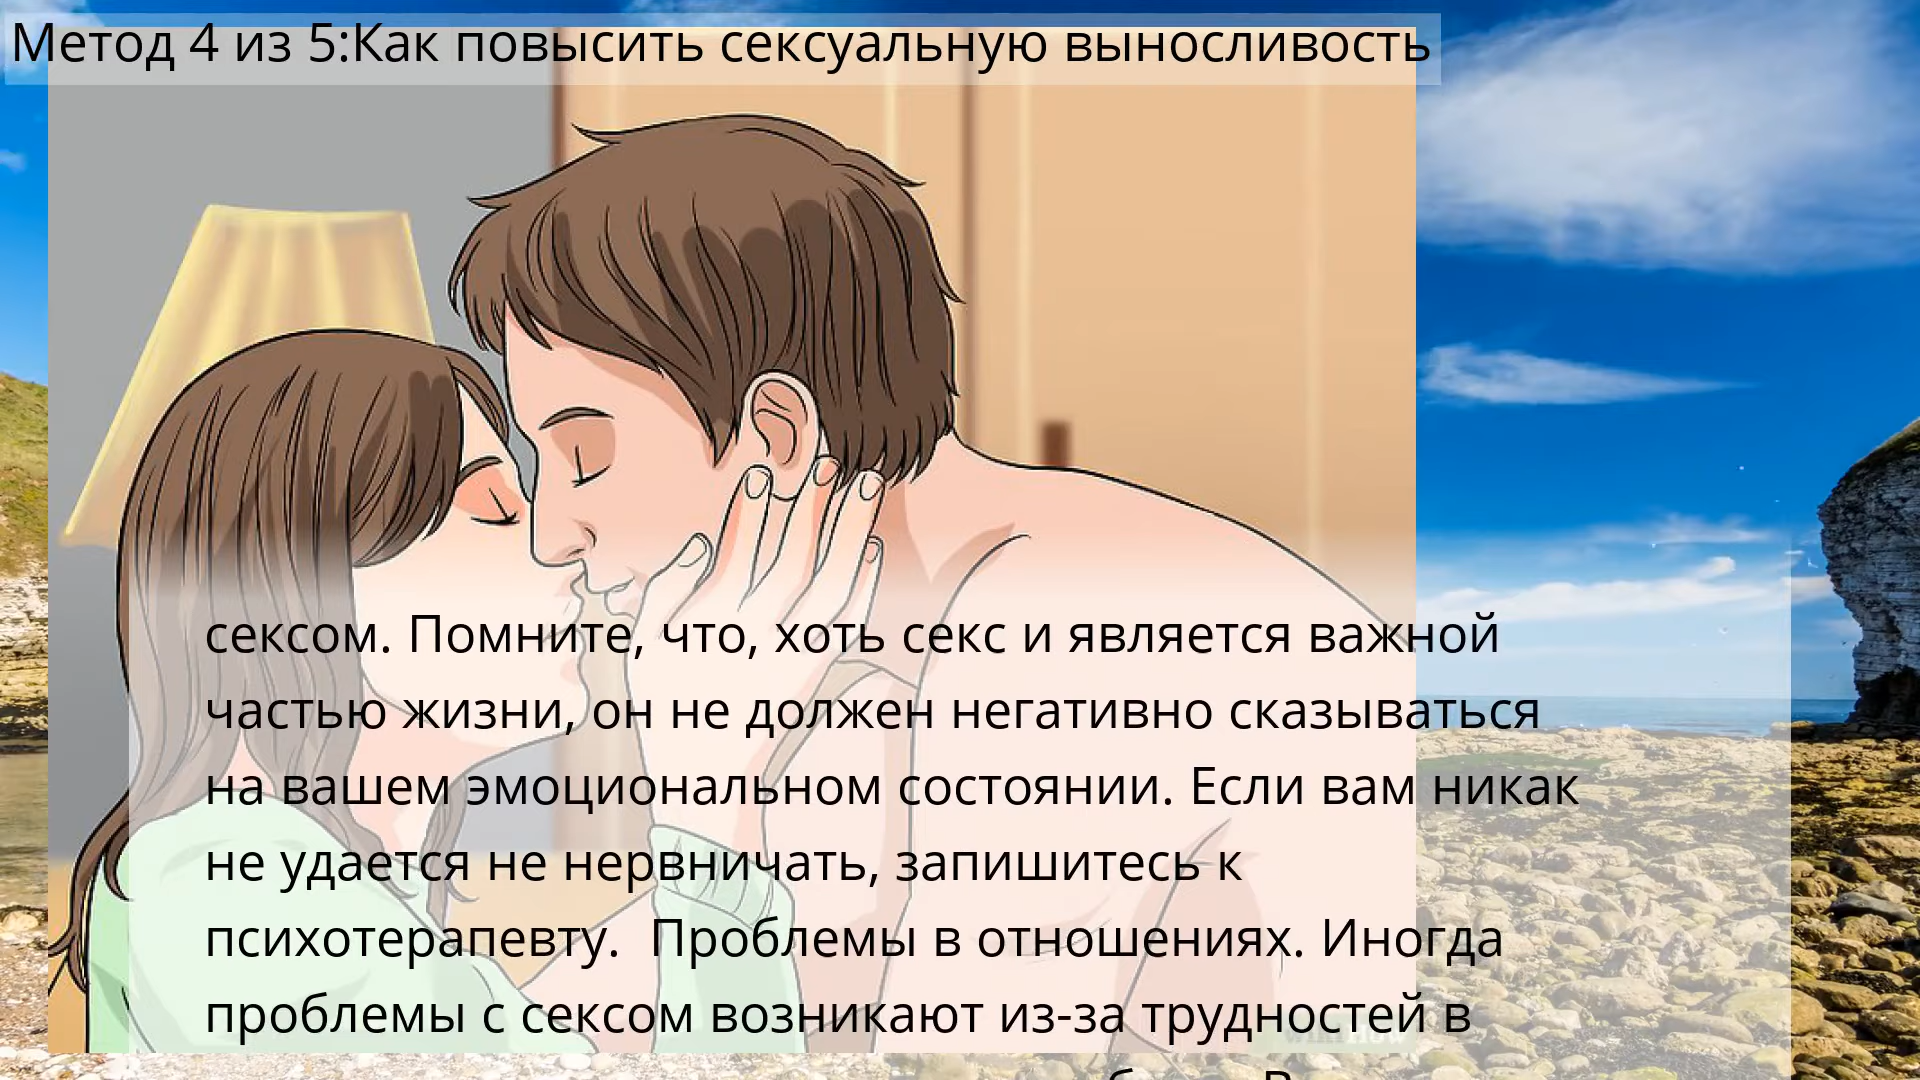 Метод 4 из 5:Как повысить сексуальную выносливость
сексом. Помните, что, хоть секс и является важной
частью жизни, он не должен негативно сказываться
на вашем эмоциональном состоянии. Если вам никак
не удается не нервничать, запишитесь к
психотерапевту.  Проблемы в отношениях. Иногда
проблемы с сексом возникают из-за трудностей в